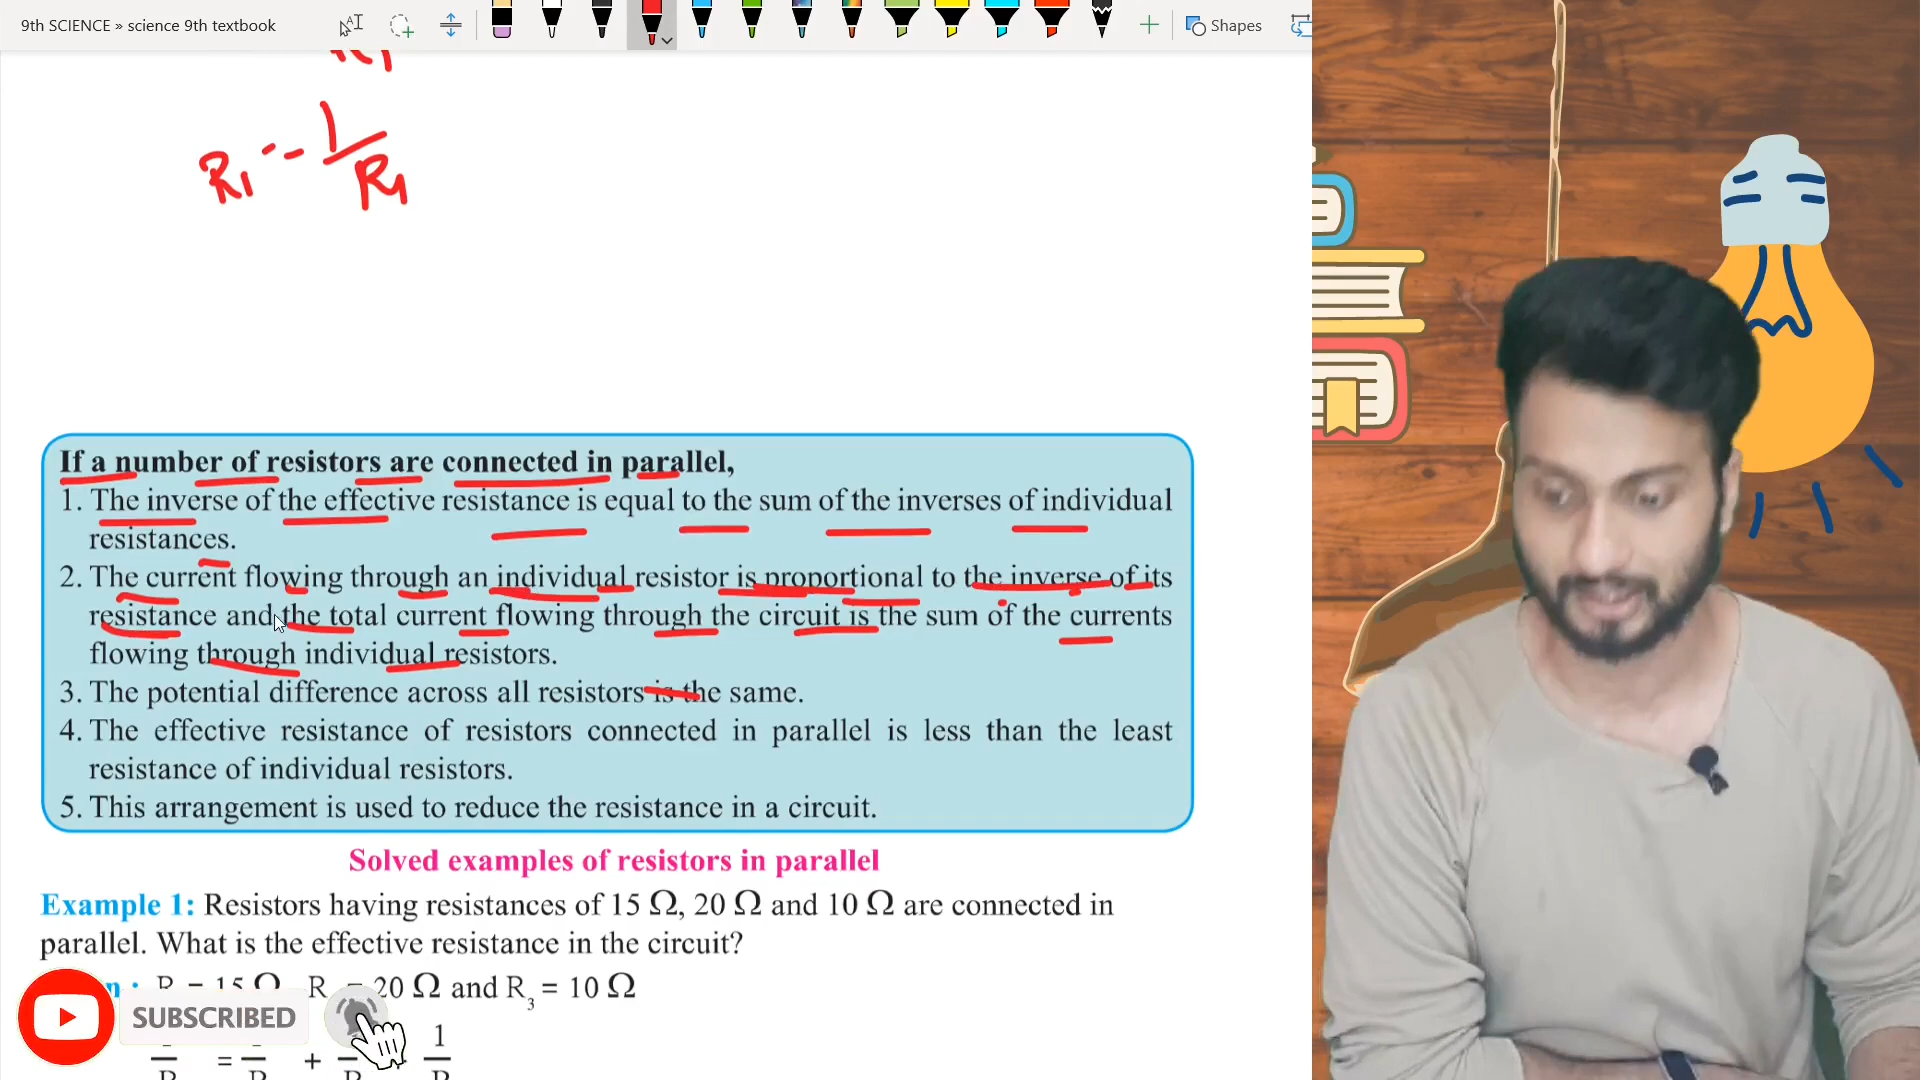 9th SCIENCE » science 9th textbook
Shapes
R1
R1 -- 1/R1
If a number of resistors are connected in parallel,
1. The inverse of the effective resistance is equal to the sum of the inverses of individual
resistances.
2. The current flowing through an individual resistor is proportional to the inverse of its
resistance and the total current flowing through the circuit is the sum of the currents
flowing through individual resistors.
3. The potential difference across all resistors is the same.
4. The effective resistance of resistors connected in parallel is less than the least
resistance of individual resistors.
5. This arrangement is used to reduce the resistance in a circuit.
Solved examples of resistors in parallel
Example 1: Resistors having resistances of 15 Ω, 20 Ω and 10 Ω are connected in
parallel. What is the effective resistance in the circuit?
n : R = 15 Ω R = 20 Ω and R3 = 10 Ω
SUBSCRIBED
= + 1